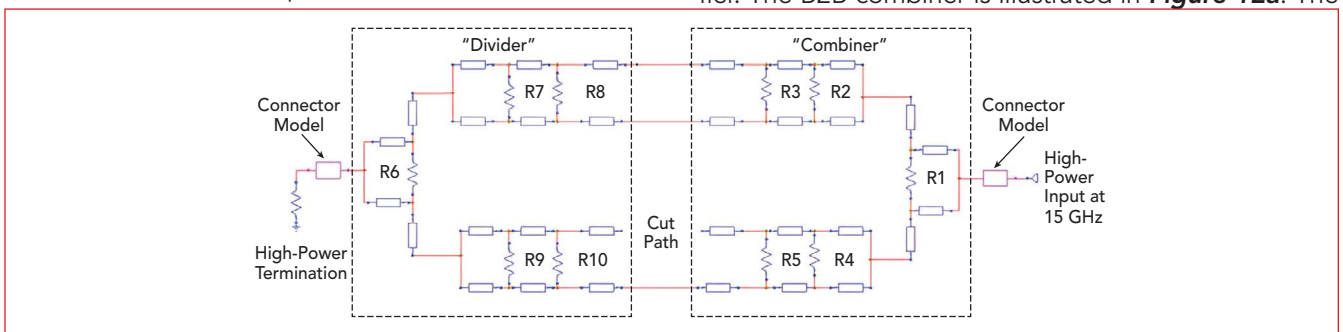 fier. The B2D combiner is illustrated in Figure 12a. The
"Divider"
"Combiner"
R7
R8
R3
R2
Connector
Model
Connector
Model
R6
R1
High-
Power
Input at
15 GHz
Cut
Path
High-Power
Termination
R9
R10
R5
R4